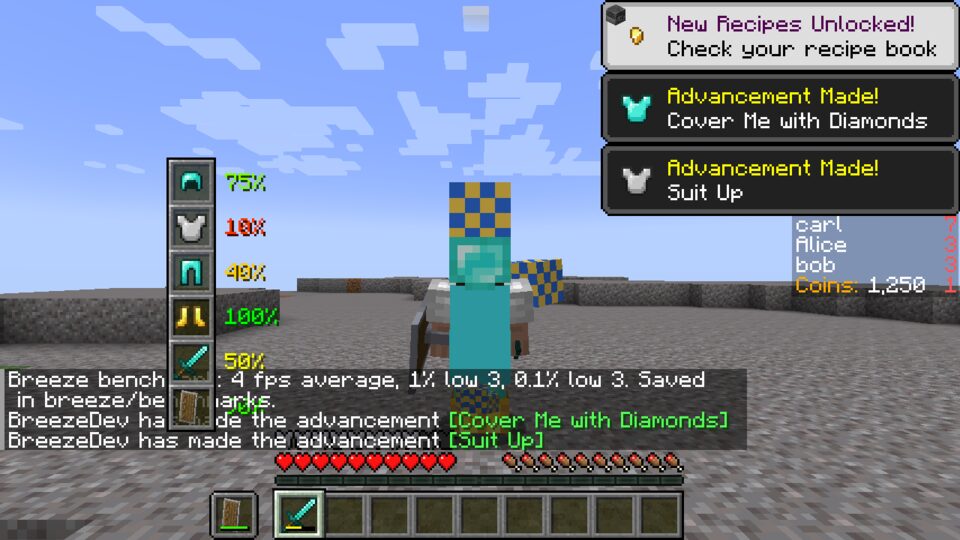 New Recipes Unlocked!
Check your recipe book
Advancement Made!
Cover Me with Diamonds
Advancement Made!
Suit Up
75%
10%
40%
100%
50%
carl 7
Alice 3
bob
Coins: 1,250 1
Breeze bench : 4 fps average, 1% low 3, 0.1% low 3. Saved
in breeze/be marks.
BreezeDev ha de the advancement [Cover Me with Diamonds]
BreezeDev has made the advancement [Suit Up]